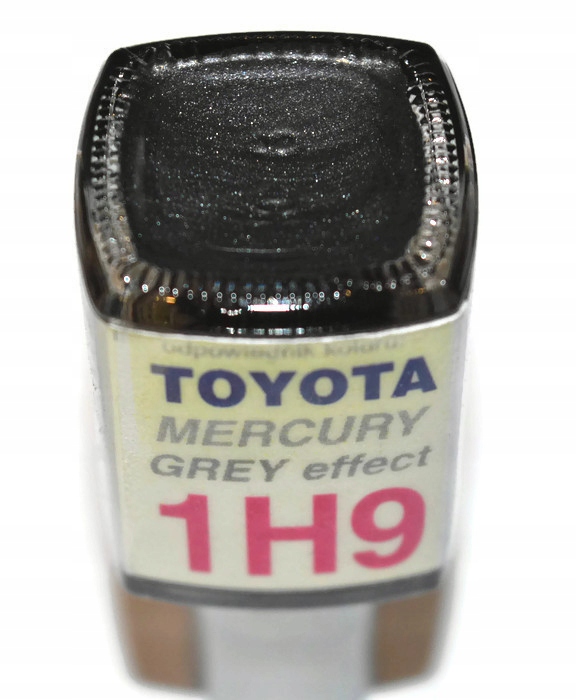 odpowiednik koloru:
TOYOTA
MERCURY
GREY effect
1H9